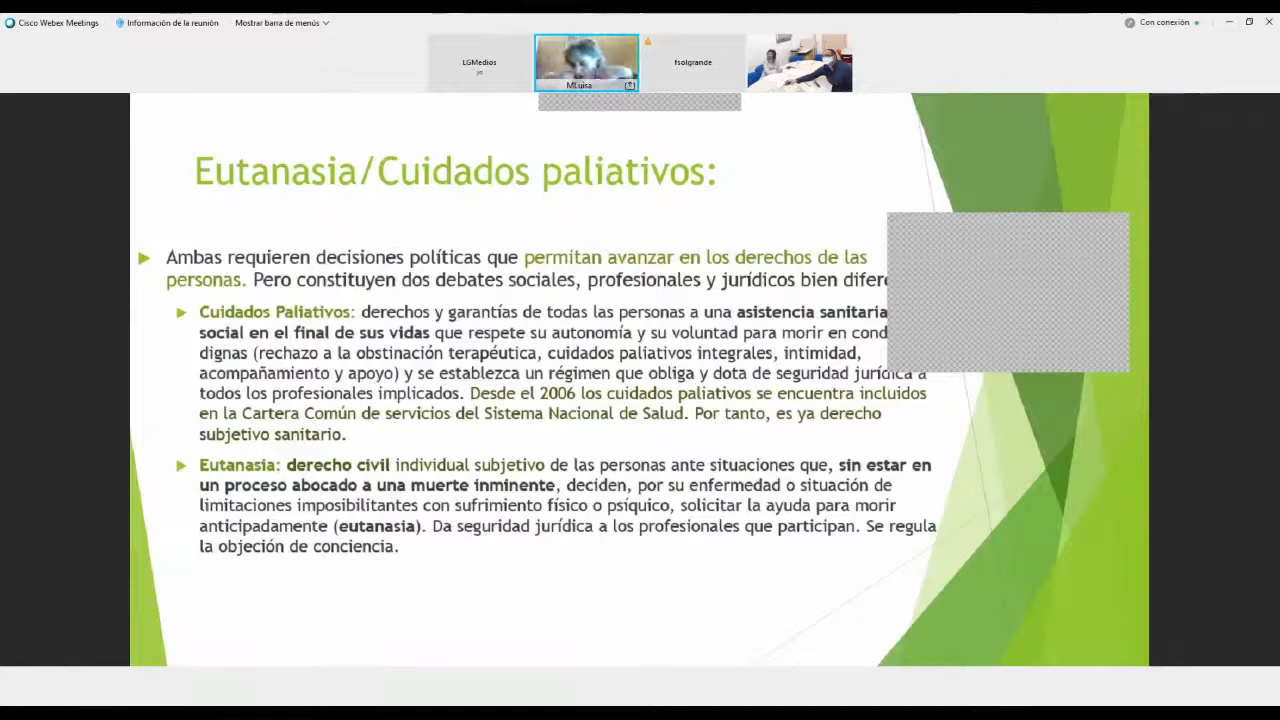 Cisco Webex Meetings
Información de la reunión
Mostrar barra de menús
Con conexión
LGMedios
yo
MLuisa
fsolgrande
Eutanasia/Cuidados paliativos:
Ambas requieren decisiones políticas que permitan avanzar en los derechos de las
personas. Pero constituyen dos debates sociales, profesionales y jurídicos bien
Cuidados Paliativos: derechos y garantías de todas las personas a una asistencia sanitaria
social en el final de sus vidas que respete su autonomía y su voluntad para morir en
dignas (rechazo a la obstinación terapéutica, cuidados paliativos integrales, intimidad,
acompañamiento y apoyo) y se establezca un régimen que obliga y dota de seguridad jurídica a
todos los profesionales implicados. Desde el 2006 los cuidados paliativos se encuentra incluidos
en la Cartera Común de servicios del Sistema Nacional de Salud. Por tanto, es ya derecho
subjetivo sanitario.
Eutanasia: derecho civil individual subjetivo de las personas ante situaciones que, sin estar en
un proceso abocado a una muerte inminente, deciden, por su enfermedad o situación de
limitaciones imposibilitantes con sufrimiento físico o psíquico, solicitar la ayuda para morir
anticipadamente (eutanasia). Da seguridad jurídica a los profesionales que participan. Se regula
la objeción de conciencia.